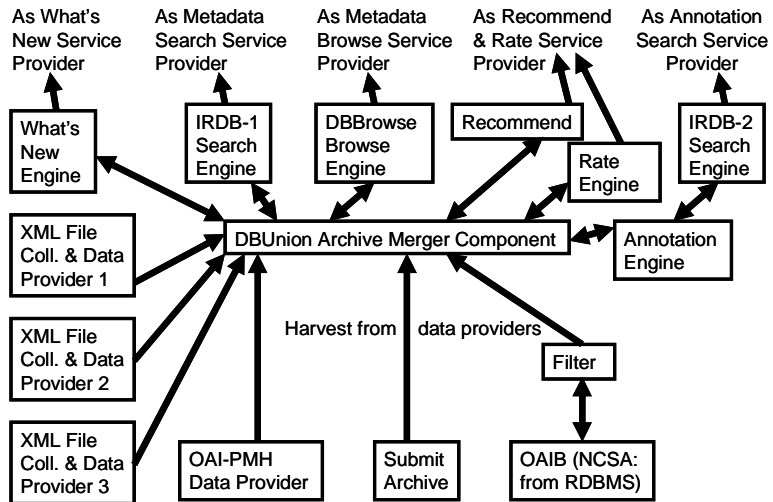 As What's
New Service
Provider
As Metadata
Search Service
Provider
As Metadata
Browse Service
Provider
As Recommend
& Rate Service
Provider
As Annotation
Search Service
Provider
What's
New
Engine
IRDB-1
Search
Engine
DBBrowse
Browse
Engine
Recommend
Rate
Engine
IRDB-2
Search
Engine
XML File
Coll. & Data
Provider 1
DBUnion Archive Merger Component
Annotation
Engine
XML File
Coll. & Data
Provider 2
Harvest from data providers
Filter
XML File
Coll. & Data
Provider 3
OAI-PMH
Data Provider
Submit
Archive
OAIB (NCSA:
from RDBMS)